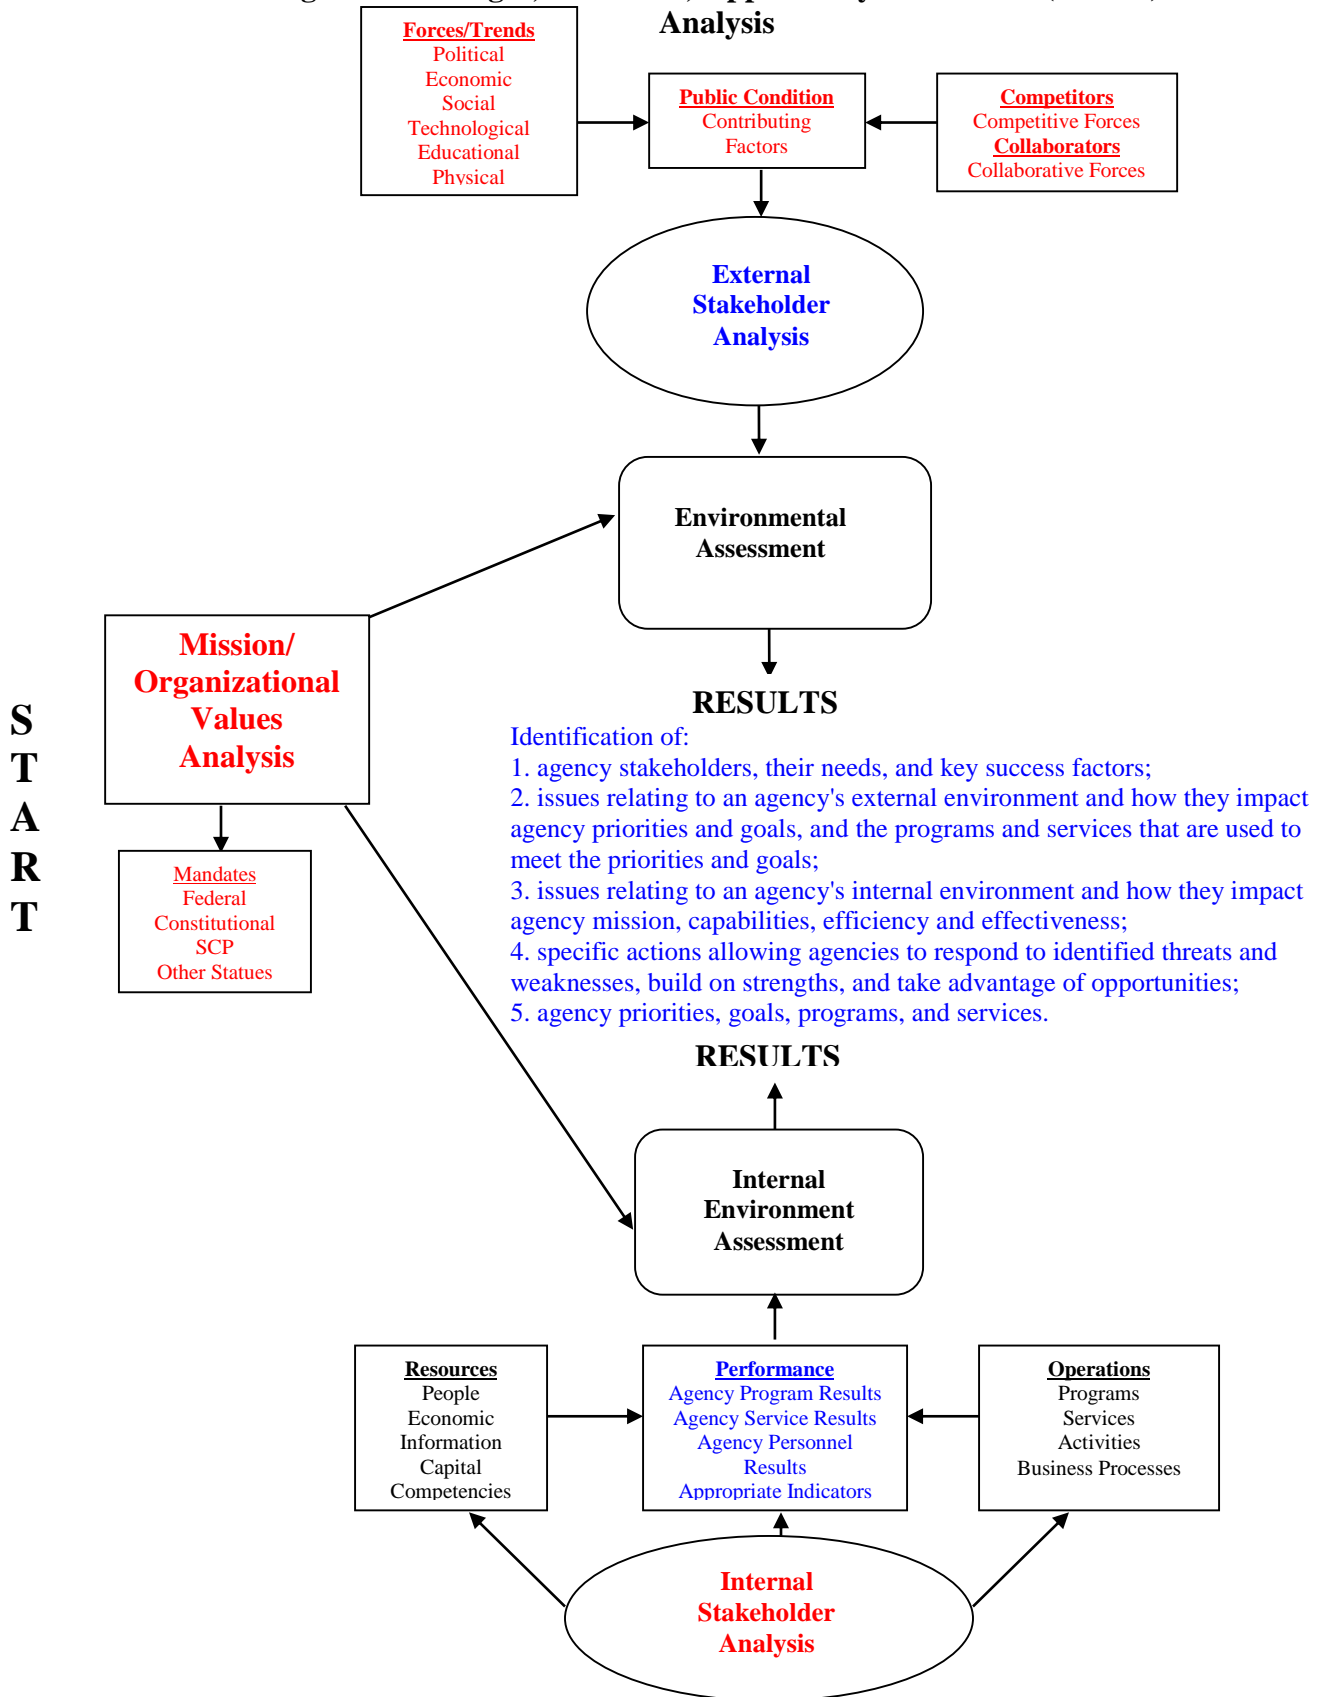 Analysis
Forces/Trends
Political
Economic
Social
Technological
Educational
Physical
Public Condition
Contributing
Factors
Competitors
Competitive Forces
Collaborators
Collaborative Forces
External
Stakeholder
Analysis
Environmental
Assessment
Mission/
Organizational
Values
Analysis
S
T
A
R
T
Mandates
Federal
Constitutional
SCP
Other Statues
RESULTS
Identification of:
1. agency stakeholders, their needs, and key success factors;
2. issues relating to an agency's external environment and how they impact
agency priorities and goals, and the programs and services that are used to
meet the priorities and goals;
3. issues relating to an agency's internal environment and how they impact
agency mission, capabilities, efficiency and effectiveness;
4. specific actions allowing agencies to respond to identified threats and
weaknesses, build on strengths, and take advantage of opportunities;
5. agency priorities, goals, programs, and services.
RESULTS
Internal
Environment
Assessment
Resources
People
Economic
Information
Capital
Competencies
Performance
Agency Program Results
Agency Service Results
Agency Personnel
Results
Appropriate Indicators
Operations
Programs
Services
Activities
Business Processes
Internal
Stakeholder
Analysis